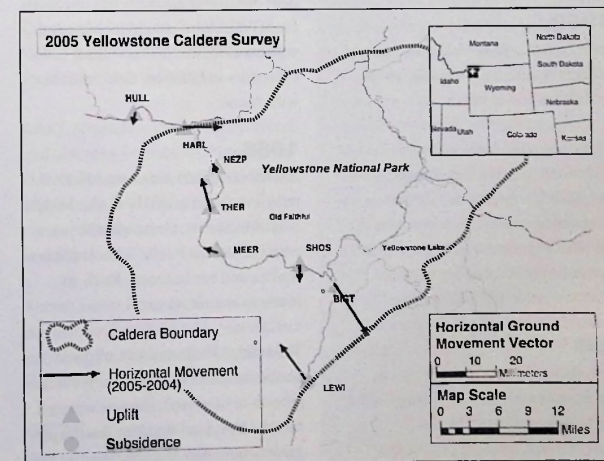 2005 Yellowstone Caldera Survey
Montana
North Dakota
South Dakota
Idaho
Wyoming
Nebraska
Nevada
Utah
Colorado
Kansas
HULL
HARL
NEZP
Yellowstone National Park
THER
Old Faithful
MEER
SHOS
Yellowstone Lake
BIGT
LEWI
Caldera Boundary
Horizontal Movement
(2005-2004)
Uplift
Subsidence
Horizontal Ground
Movement Vector
0 10 20
Millimeters
Map Scale
0 3 6 9 12
Miles